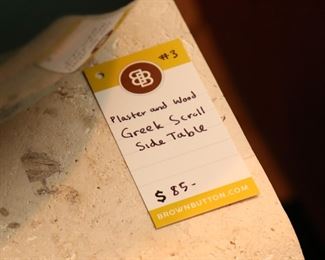 #3
BB
Plaster and Wood
Greek Scroll
Side Table
$85-
BROWNBUTTON.COM